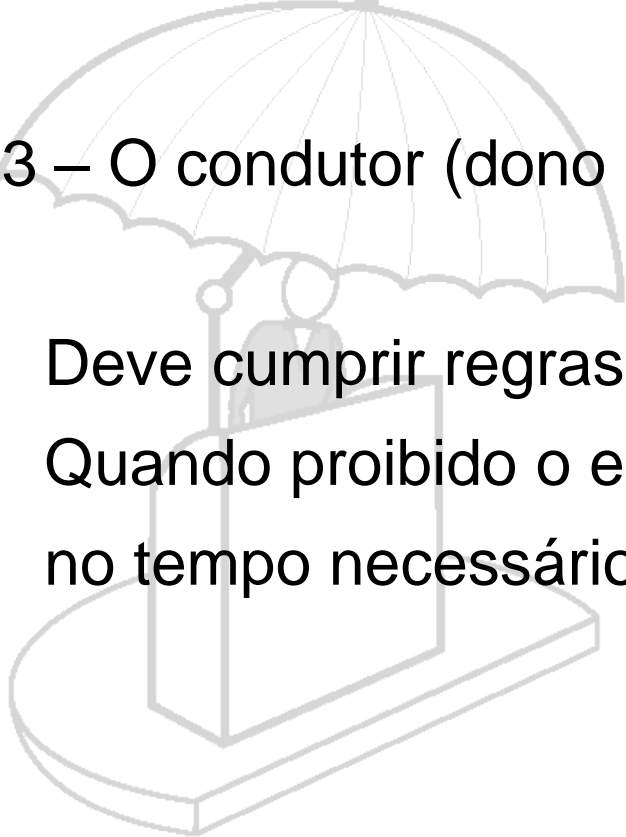 3 – O condutor (dono
Deve cumprir regras
Quando proibido o e
no tempo necessário